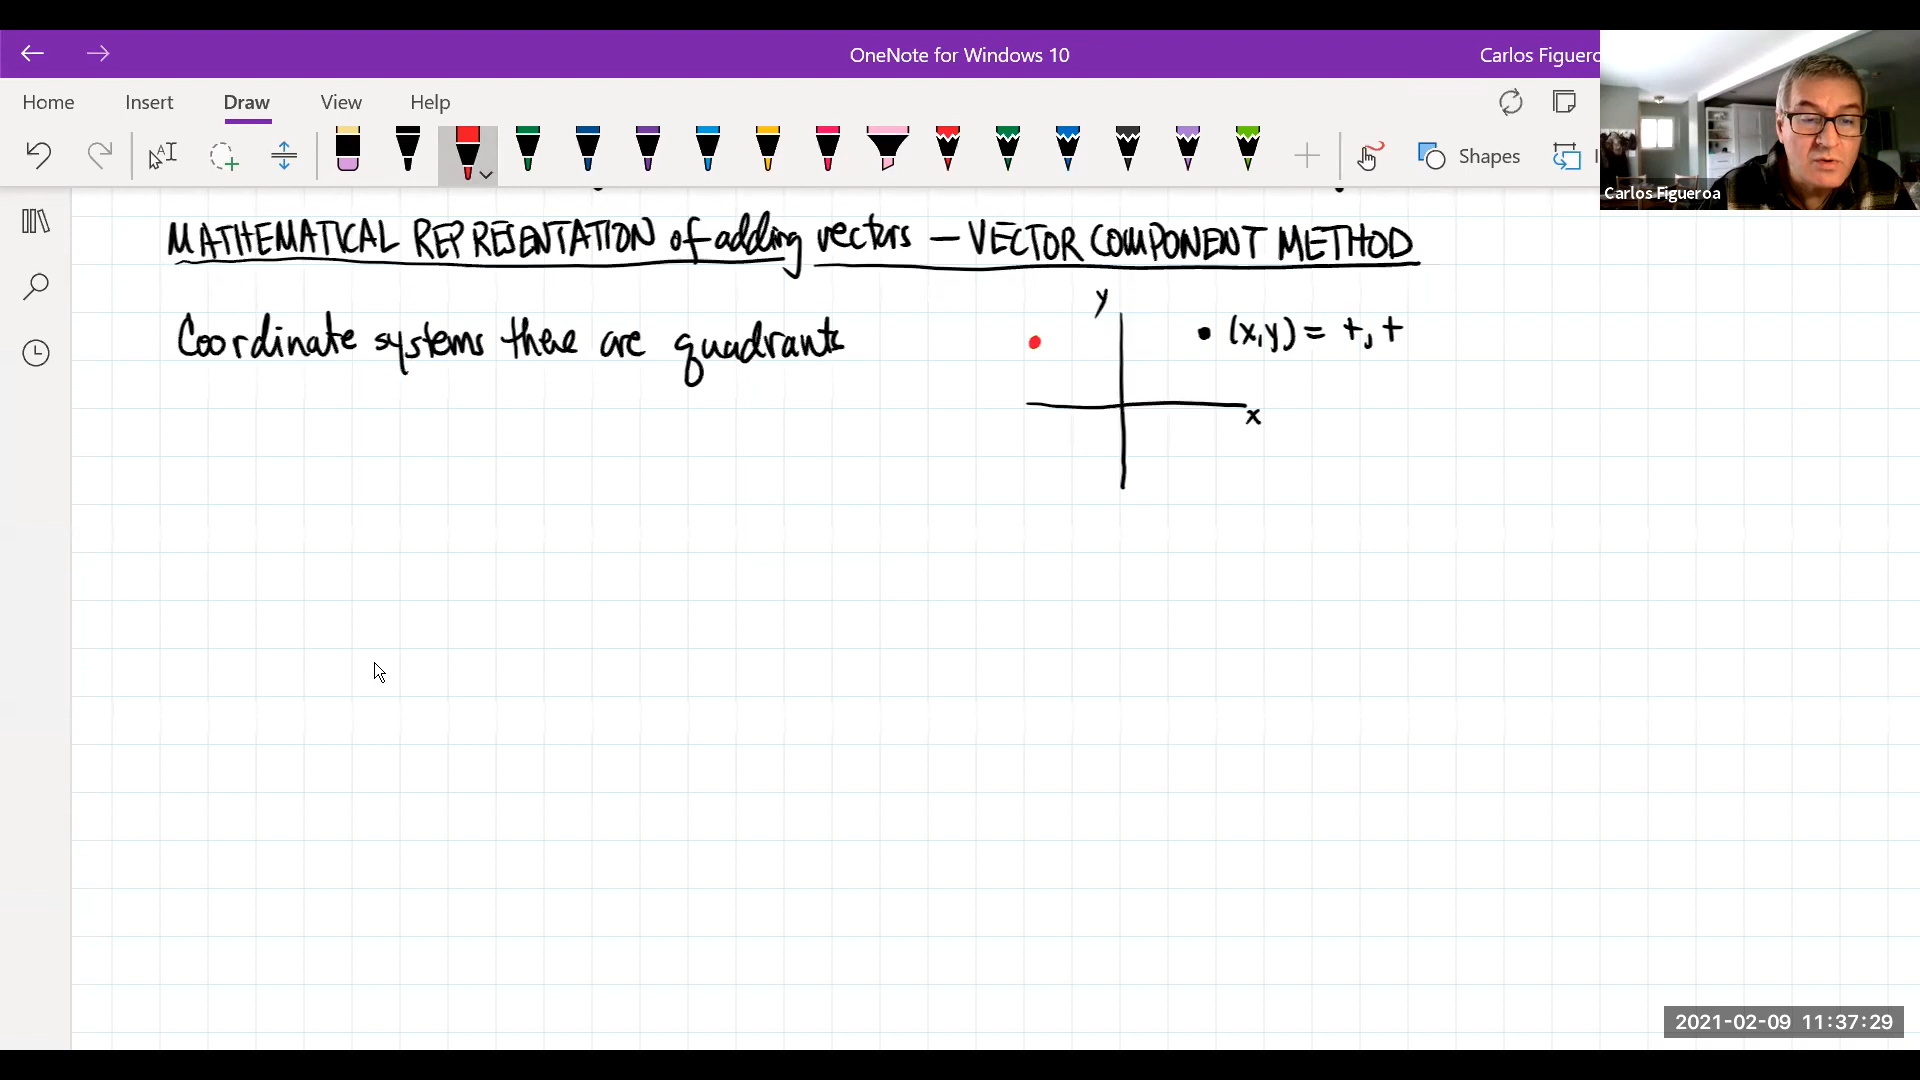 OneNote for Windows 10
Carlos Figuero
Home Insert Draw View Help
Shapes
Carlos Figueroa
MATHEMATICAL REPRESENTATION of adding vectors — VECTOR COMPONENT METHOD
Coordinate systems there are quadrants
y
• (x,y) = +, +
x
2021-02-09 11:37:29